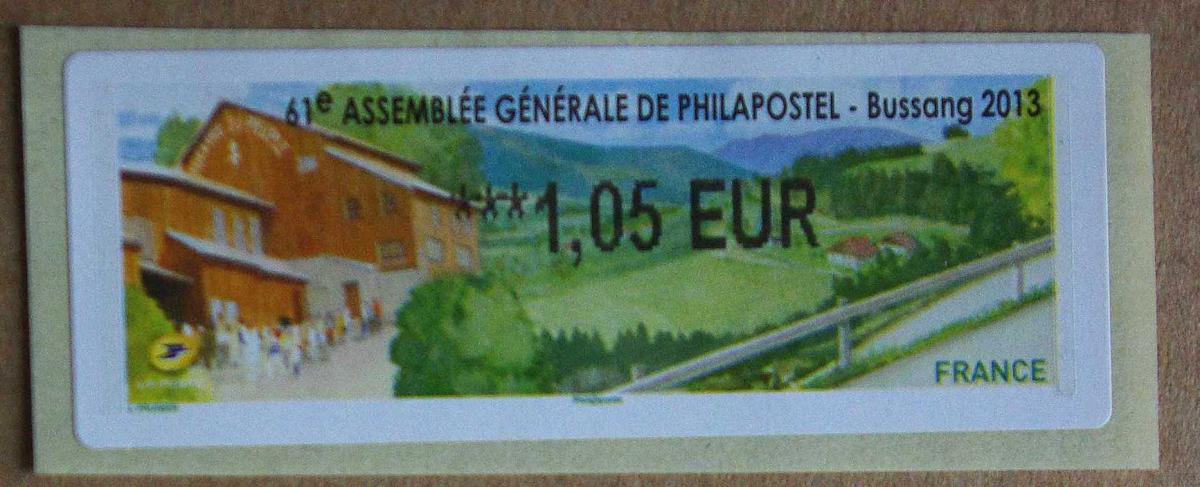 61e ASSEMBLÉE GÉNÉRALE DE PHILAPOSTEL - Bussang 2013
***1,05 EUR
FRANCE